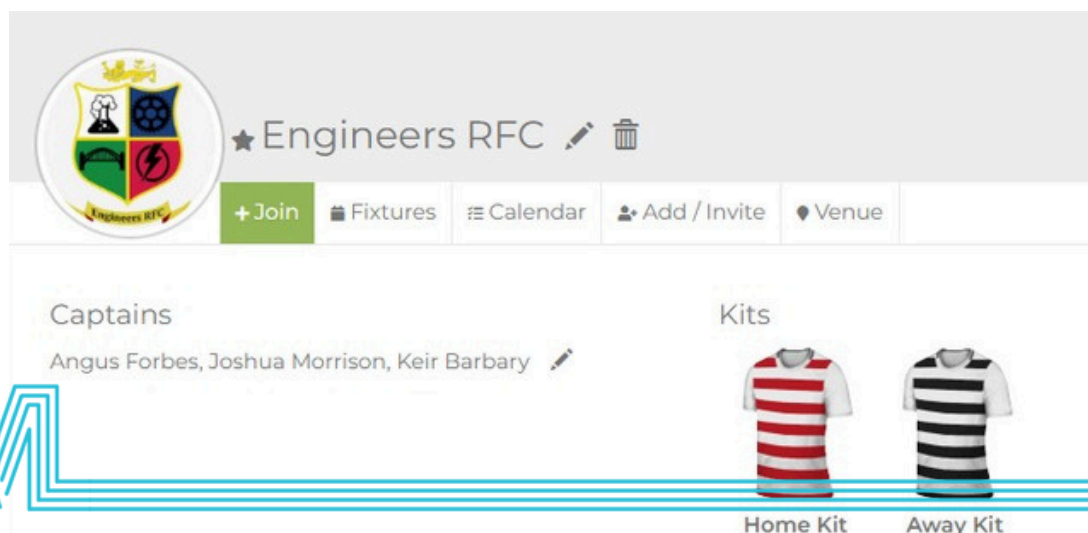 Engineers RFC
Engineers RFC
+ Join Fixtures Calendar Add / Invite Venue
Captains
Kits
Angus Forbes, Joshua Morrison, Keir Barbary
Home Kit Away Kit